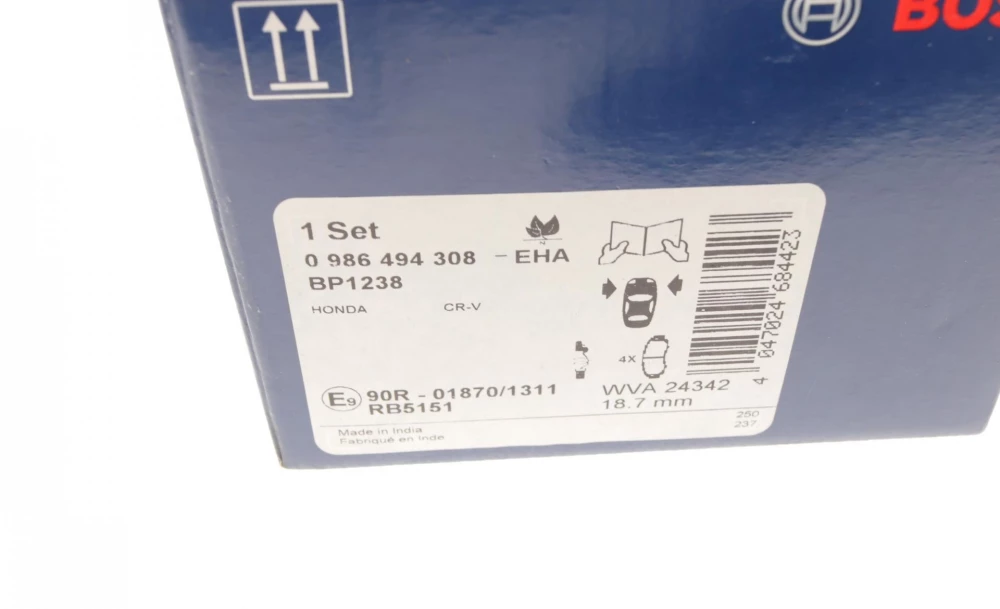 BOS
1 Set
0 986 494 308 - EHA
BP1238
HONDA CR-V
4X
E9 90R - 01870/1311
RB5151
WVA 24342
18.7 mm
250
237
Made in India
Fabriqué en Inde
4 047024 684423